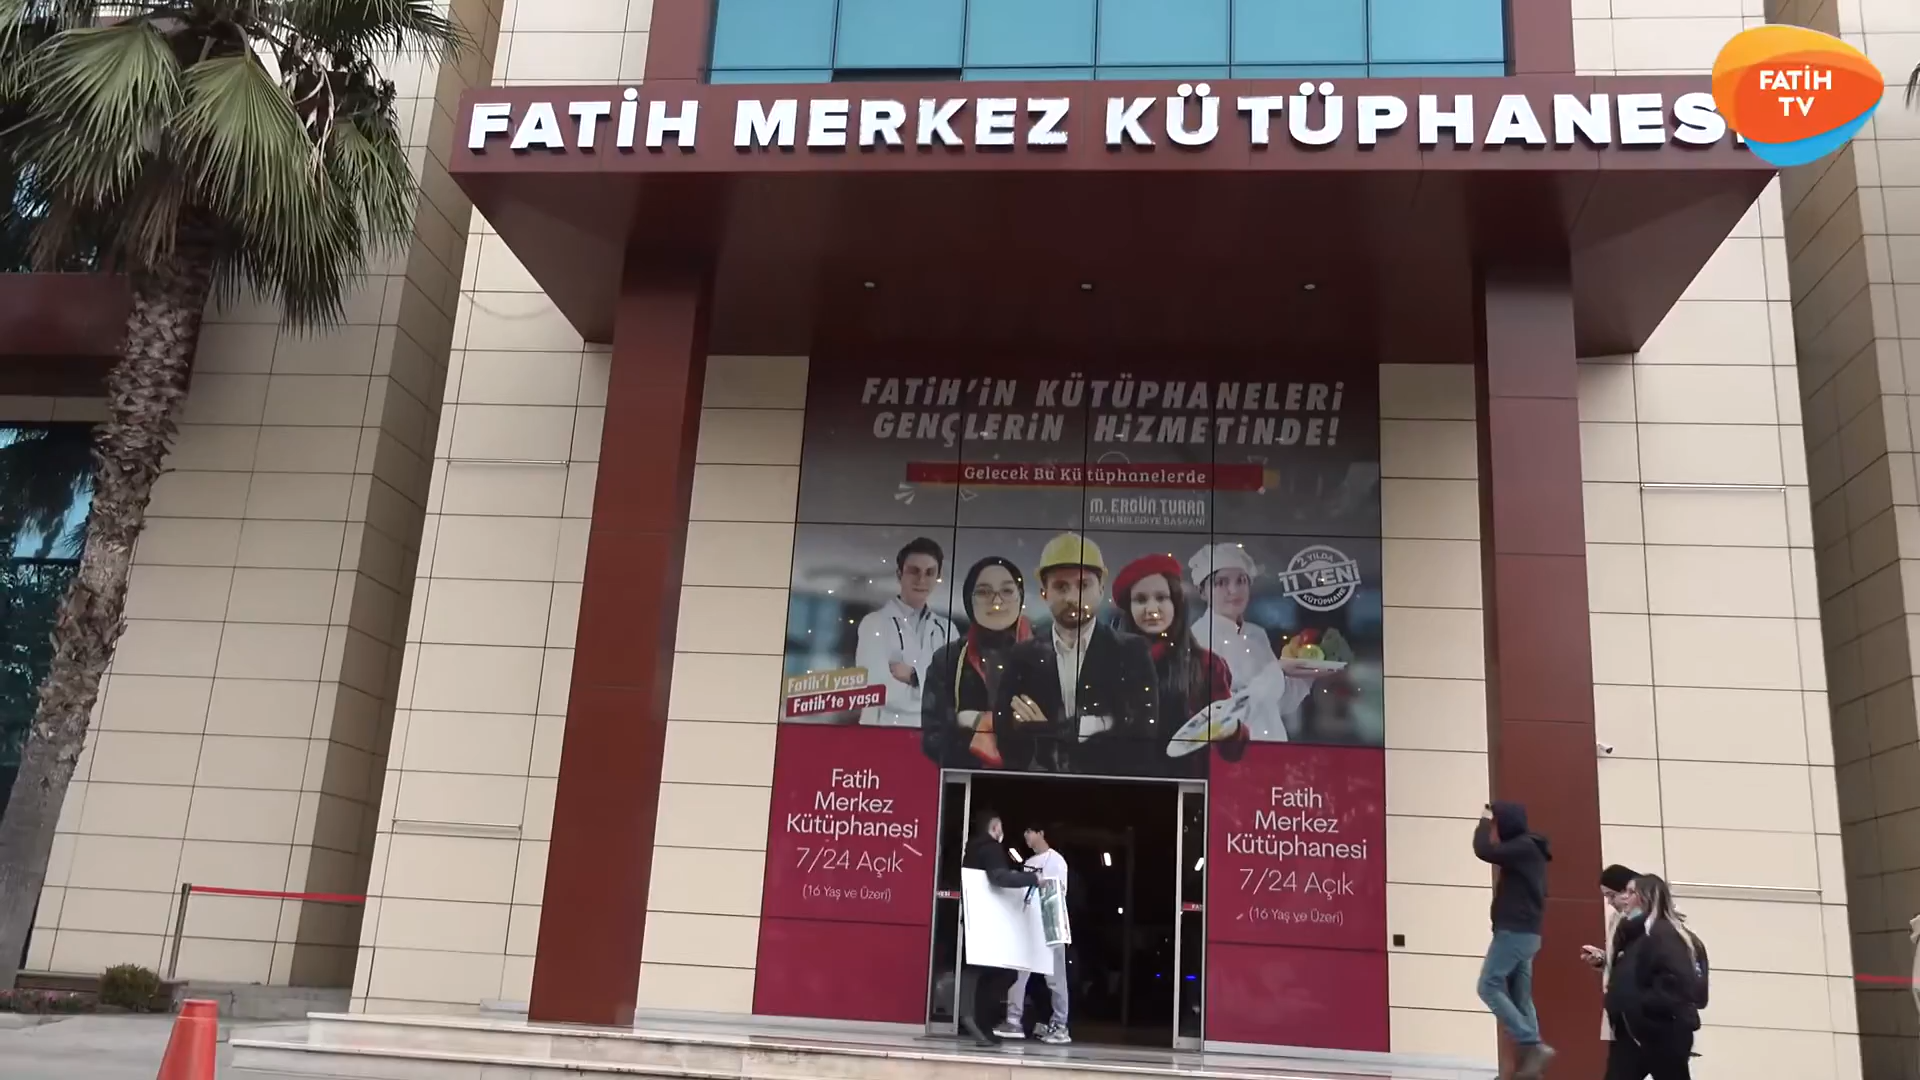 FATİH MERKEZ KÜTÜPHANESİ
FATİH
TV
FATİH'İN KÜTÜPHANELERİ
GENÇLERİN HİZMETİNDE!
Gelecek Bu Kütüphanelerde
M. ERGÜN TURAN
FATİH BELEDİYE BAŞKANI
2 YILDA
11 YENİ
KÜTÜPHANE
Fatih'i yaşa
Fatih'te yaşa
Fatih
Merkez
Kütüphanesi
7/24 Açık
(16 Yaş ve Üzeri)
Fatih
Merkez
Kütüphanesi
7/24 Açık
(16 Yaş ve Üzeri)